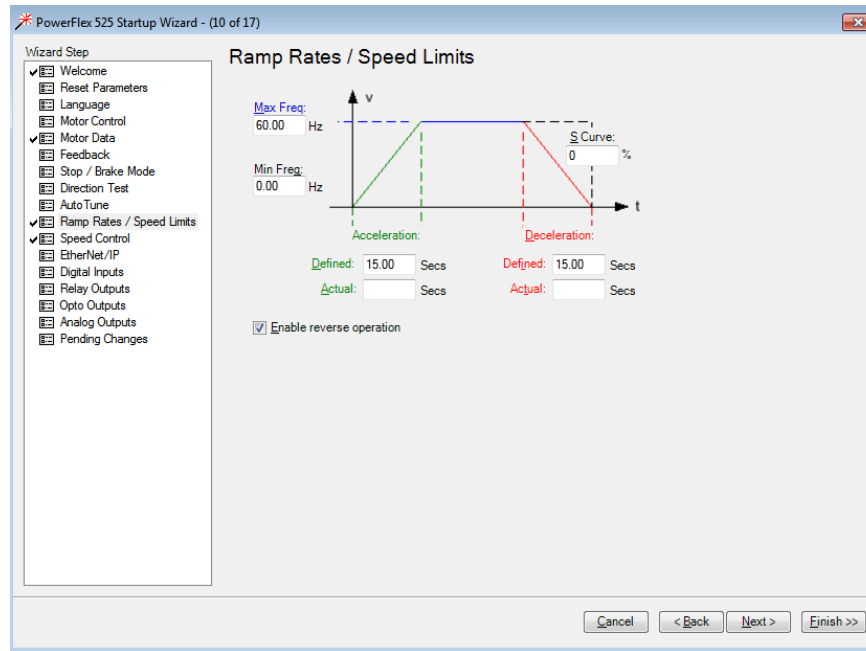 PowerFlex 525 Startup Wizard - (10 of 17)
Wizard Step
Welcome
Reset Parameters
Language
Motor Control
Motor Data
Feedback
Stop / Brake Mode
Direction Test
AutoTune
Ramp Rates / Speed Limits
Speed Control
EtherNet/IP
Digital Inputs
Relay Outputs
Opto Outputs
Analog Outputs
Pending Changes
Ramp Rates / Speed Limits
Max Freq:
60.00 Hz
Min Freq:
0.00 Hz
v
S Curve:
0 %
t
Acceleration:
Defined: 15.00 Secs
Actual: Secs
Deceleration:
Defined: 15.00 Secs
Actual: Secs
Enable reverse operation
Cancel < Back Next > Finish >>